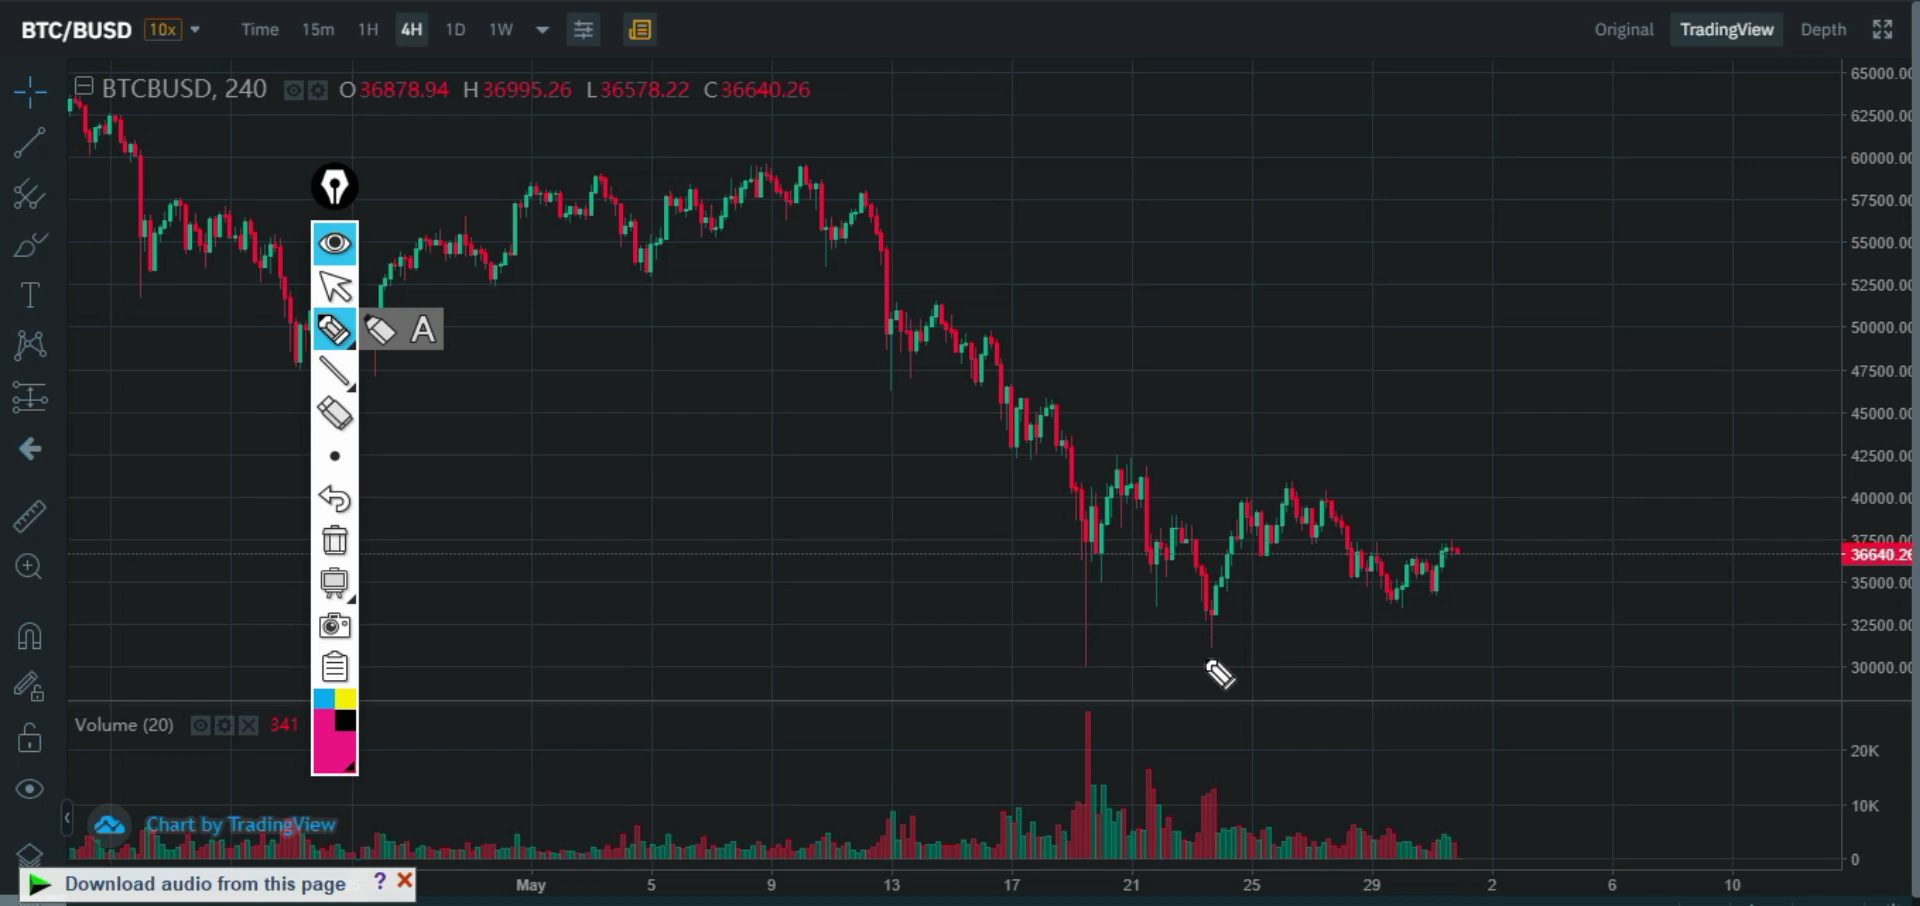 BTC/BUSD 10x Time 15m 1H 4H 1D 1W Original TradingView Depth
BTCBUSD, 240 O36878.94 H36995.26 L36578.22 C36640.26
65000.00
62500.00
60000.00
57500.00
55000.00
52500.00
50000.00
47500.00
45000.00
42500.00
40000.00
37500.00
36640.26
35000.00
32500.00
30000.00
T
A
Volume (20) 341
20K
10K
0
Chart by TradingView
Download audio from this page ? X
May 5 9 13 17 21 25 29 2 6 10